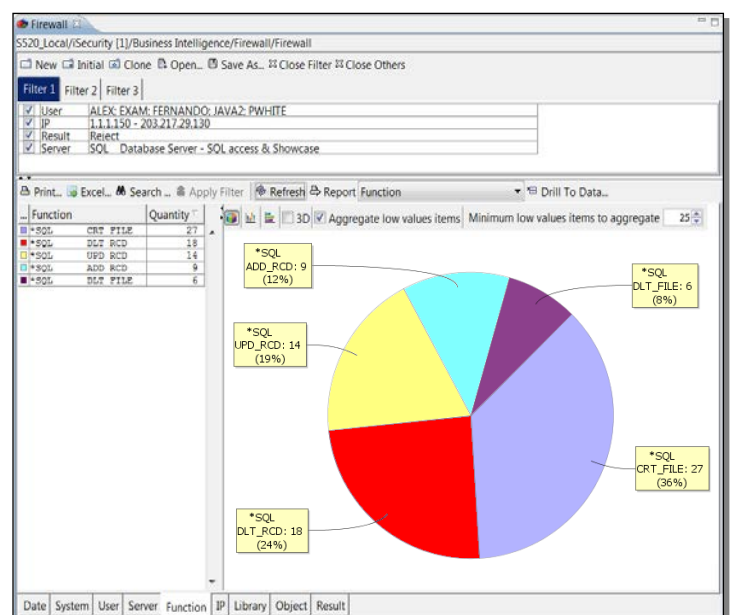 Firewall
S520_Local/iSecurity [1]/Business Intelligence/Firewall/Firewall
New Initial Clone Open... Save As... Close Filter Close Others
Filter 1 Filter 2 Filter 3
User ALEX; EXAM; FERNANDO; JAVA2; PWHITE
IP 1.1.1.150 - 203.217.29.130
Result Reject
Server SQL Database Server - SQL access & Showcase
Print... Excel... Search ... Apply Filter Refresh Report Function Drill To Data...
... Function Quantity 3D Aggregate low values items Minimum low values items to aggregate 25
*SQL CRT FILE 27
*SQL DLT RCD 18
*SQL UPD RCD 14
*SQL ADD RCD 9
*SQL DLT FILE 6
*SQL
ADD_RCD: 9
(12%)
*SQL
DLT_FILE: 6
(8%)
*SQL
UPD_RCD: 14
(19%)
*SQL
CRT_FILE: 27
(36%)
*SQL
DLT_RCD: 18
(24%)
Date System User Server Function IP Library Object Result